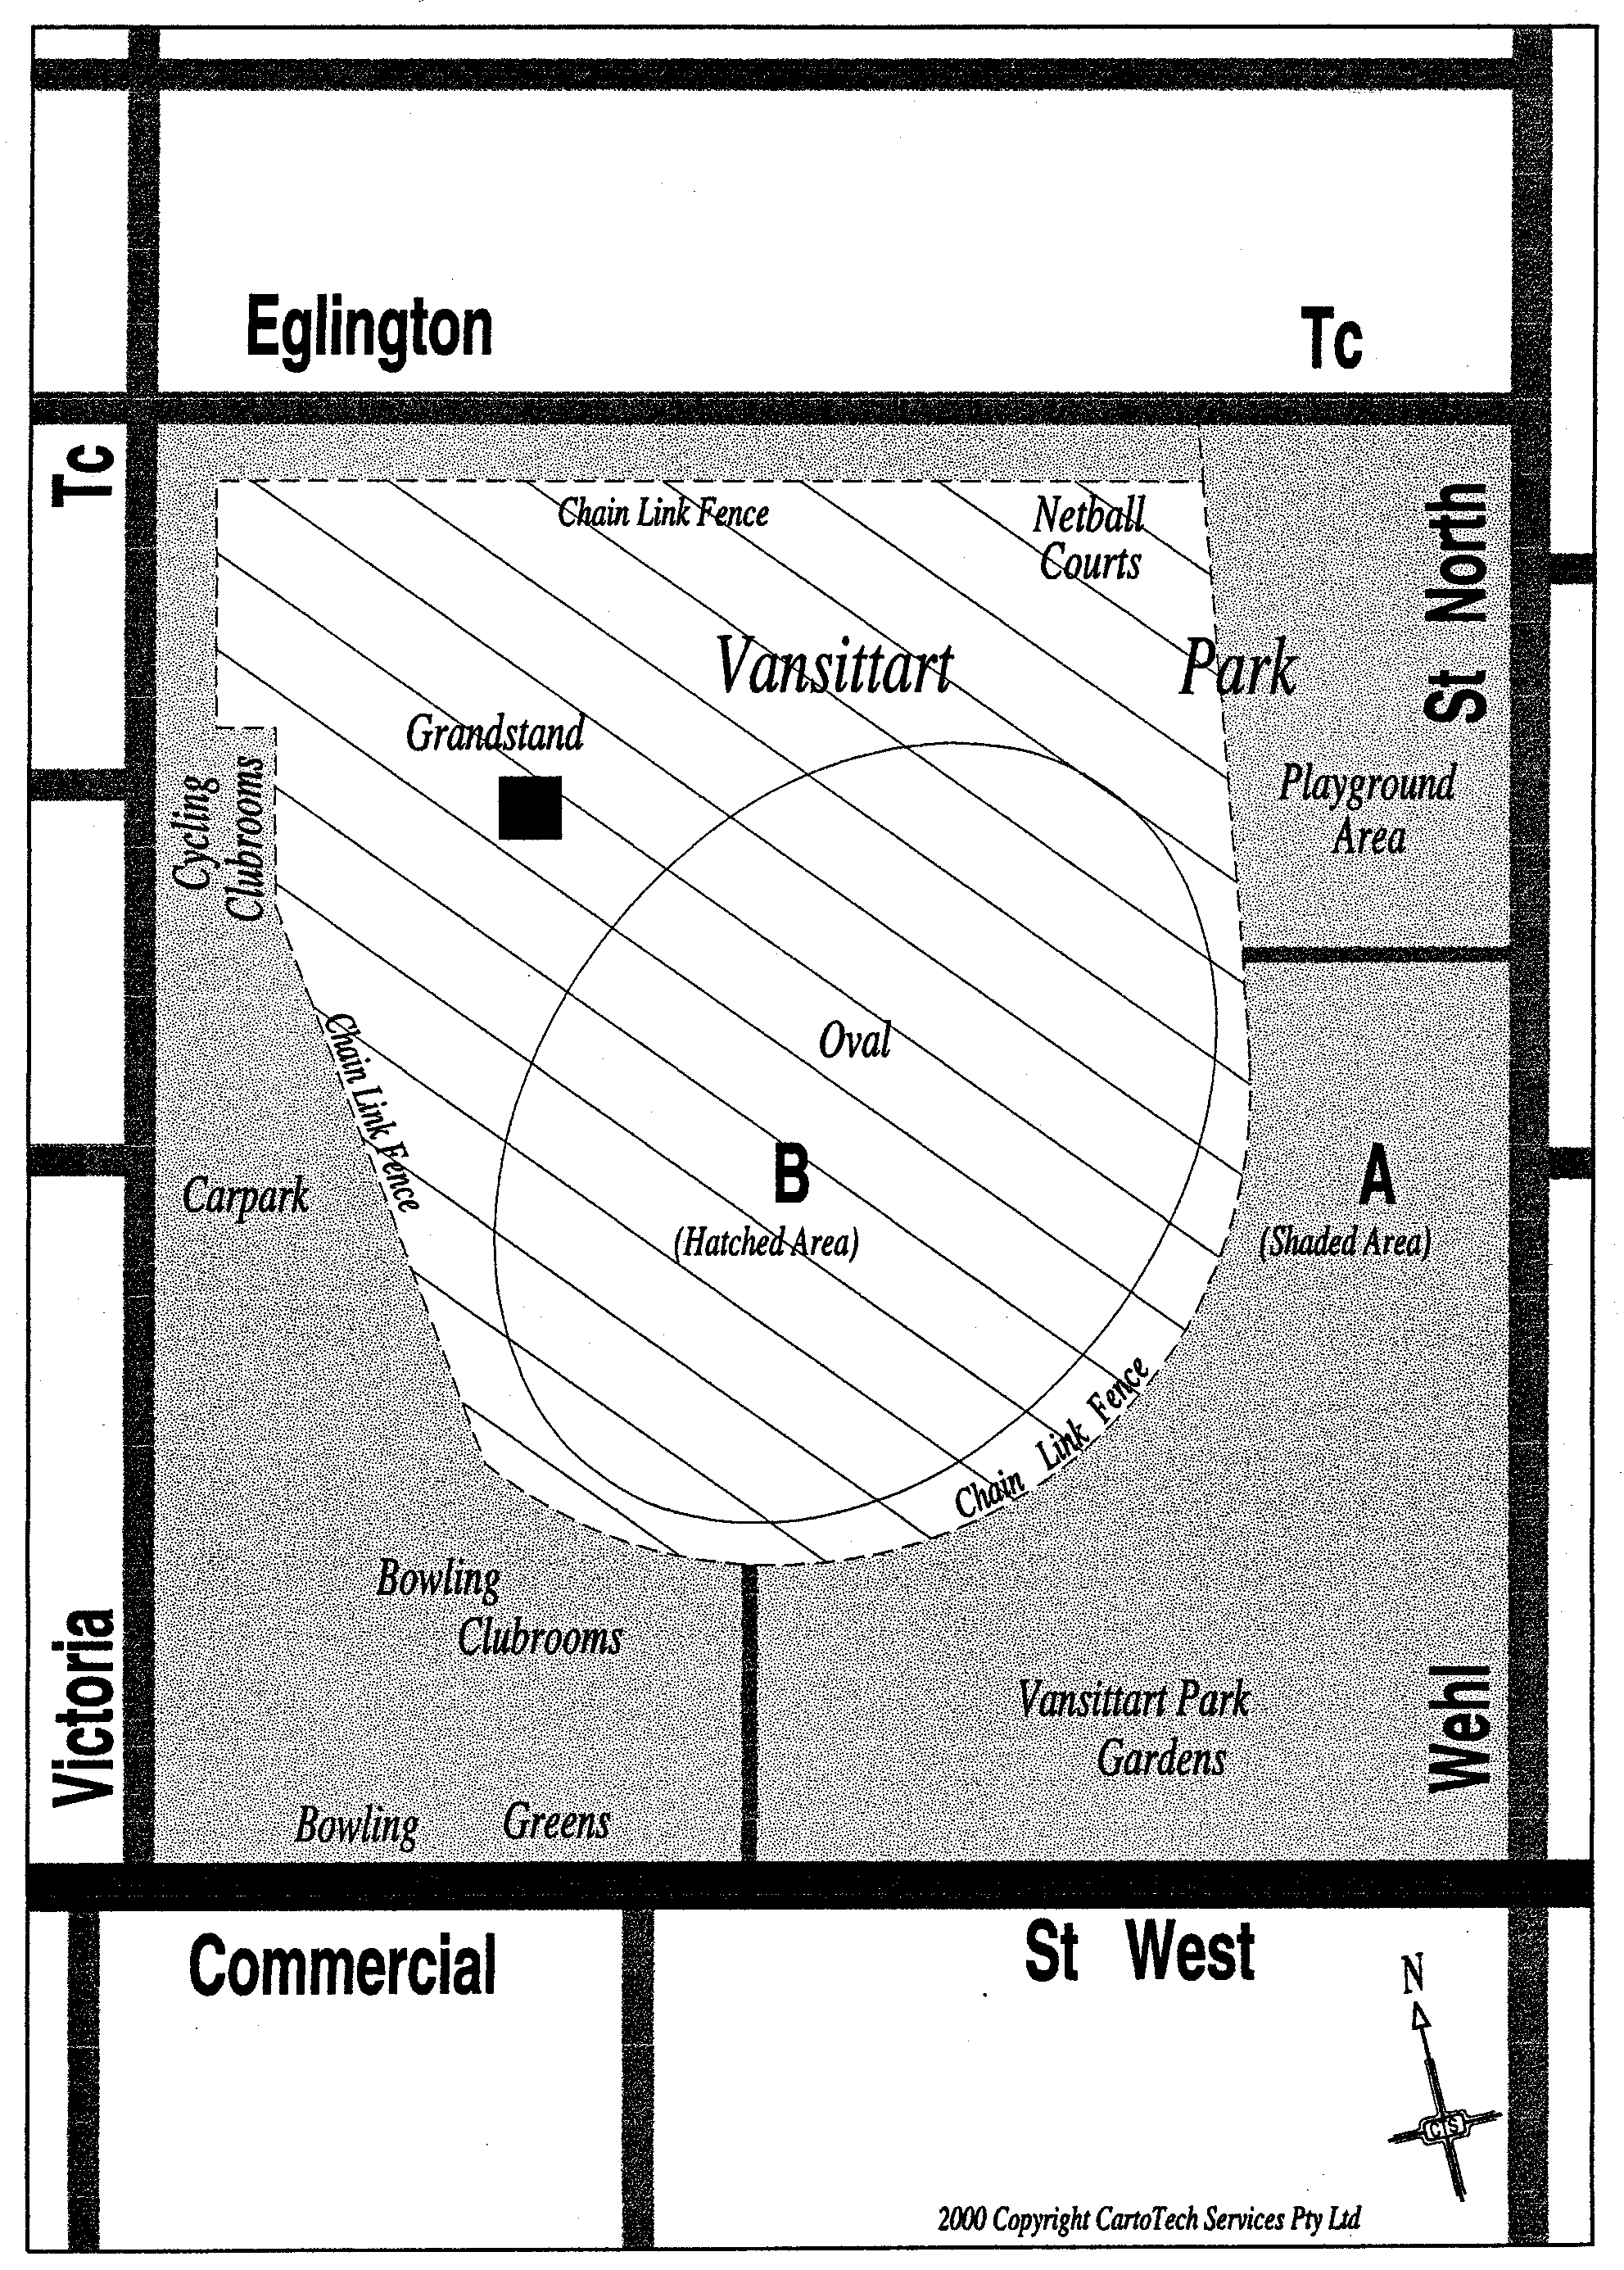 Eglington Tc
Tc
Chain Link Fence
Netball
Courts
St North
Vansittart Park
Grandstand
Cycling
Clubrooms
Playground
Area
Oval
Chain Link Fence
B
(Hatched Area)
A
(Shaded Area)
Carpark
Chain Link Fence
Bowling
Clubrooms
Victoria
Wehl
Vansittart Park
Gardens
Bowling Greens
Commercial St West
N
CTS
2000 Copyright CartoTech Services Pty Ltd